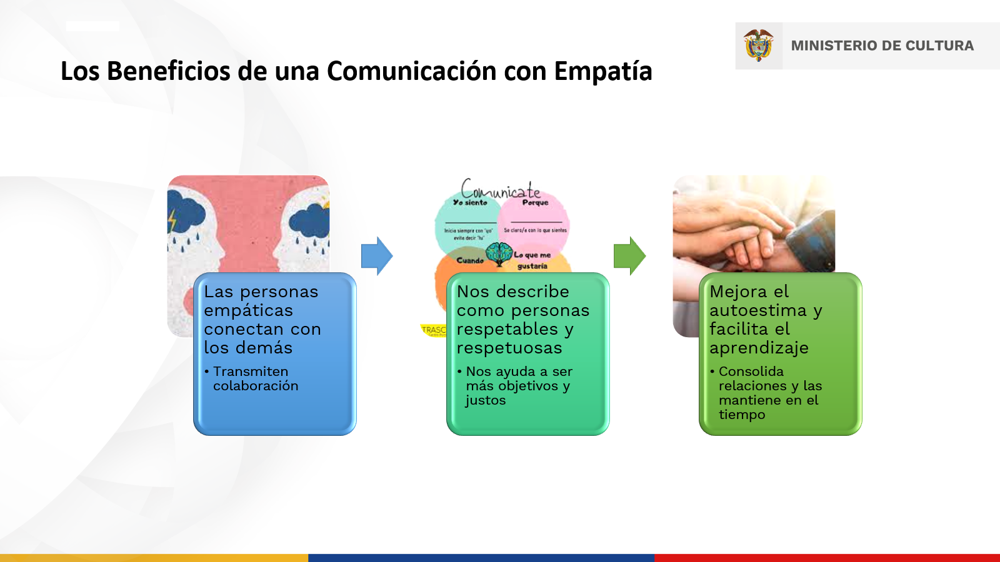 MINISTERIO DE CULTURA
Los Beneficios de una Comunicación con Empatía
Comunicate
Yo siento
Porque
Inicia siempre con "yo"
evita decir "tu"
Se claro/a con lo que sientes
Cuando
Lo que me
gustaría
TRASC
Las personas
empáticas
conectan con
los demás
• Transmiten
colaboración
Nos describe
como personas
respetables y
respetuosas
• Nos ayuda a ser
más objetivos y
justos
Mejora el
autoestima y
facilita el
aprendizaje
• Consolida
relaciones y las
mantiene en el
tiempo